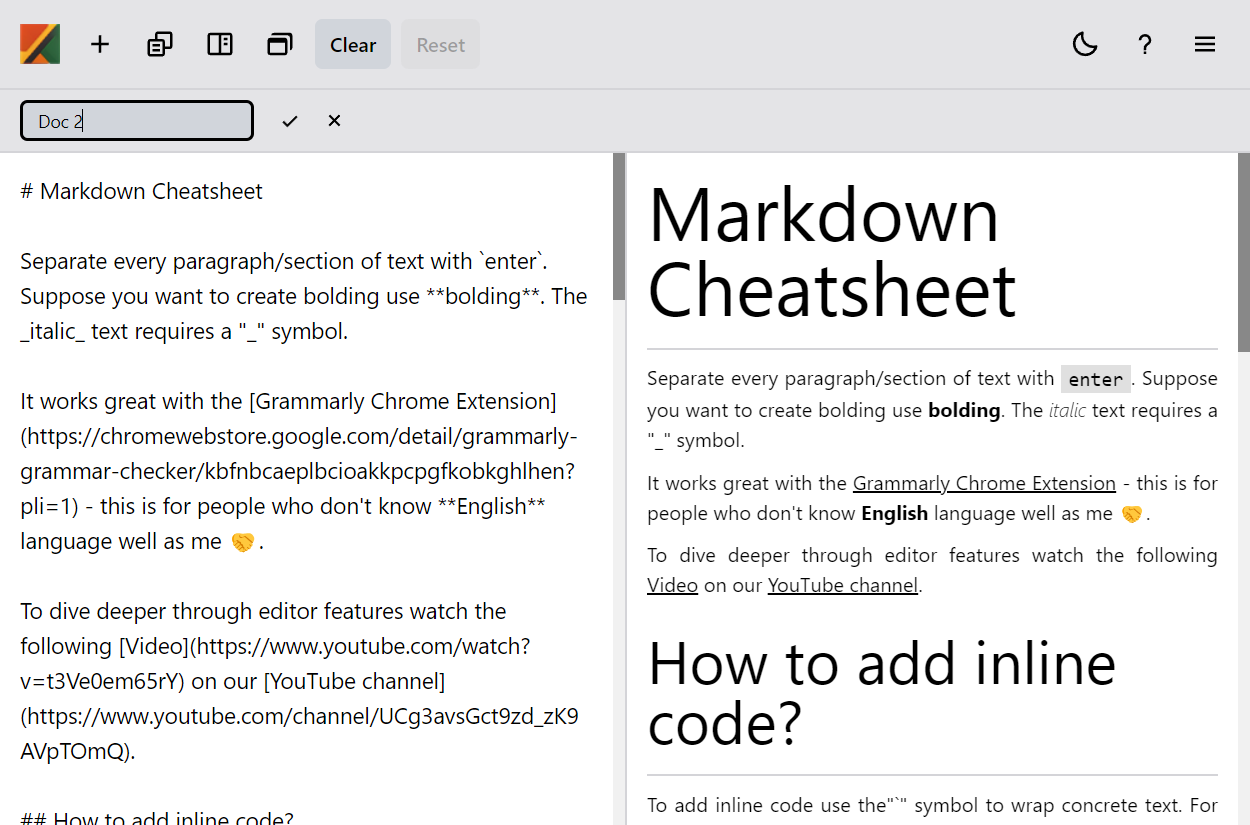 Clear Reset ?
Doc 2
# Markdown Cheatsheet
Separate every paragraph/section of text with `enter`.
Suppose you want to create bolding use **bolding**. The
_italic_ text requires a "_" symbol.
It works great with the [Grammarly Chrome Extension]
(https://chromewebstore.google.com/detail/grammarly-
grammar-checker/kbfnbcaeplbcioakkpcpgfkobkghlhen?
pli=1) - this is for people who don't know **English**
language well as me 🤝.
To dive deeper through editor features watch the
following [Video](https://www.youtube.com/watch?
v=t3Ve0em65rY) on our [YouTube channel]
(https://www.youtube.com/channel/UCg3avsGct9zd_zK9
AVpTOmQ).
## How to add inline code?
Markdown
Cheatsheet
Separate every paragraph/section of text with enter. Suppose
you want to create bolding use bolding. The italic text requires a
"_" symbol.
It works great with the Grammarly Chrome Extension - this is for
people who don't know English language well as me 🤝.
To dive deeper through editor features watch the following
Video on our YouTube channel.
How to add inline
code?
To add inline code use the"`" symbol to wrap concrete text. For